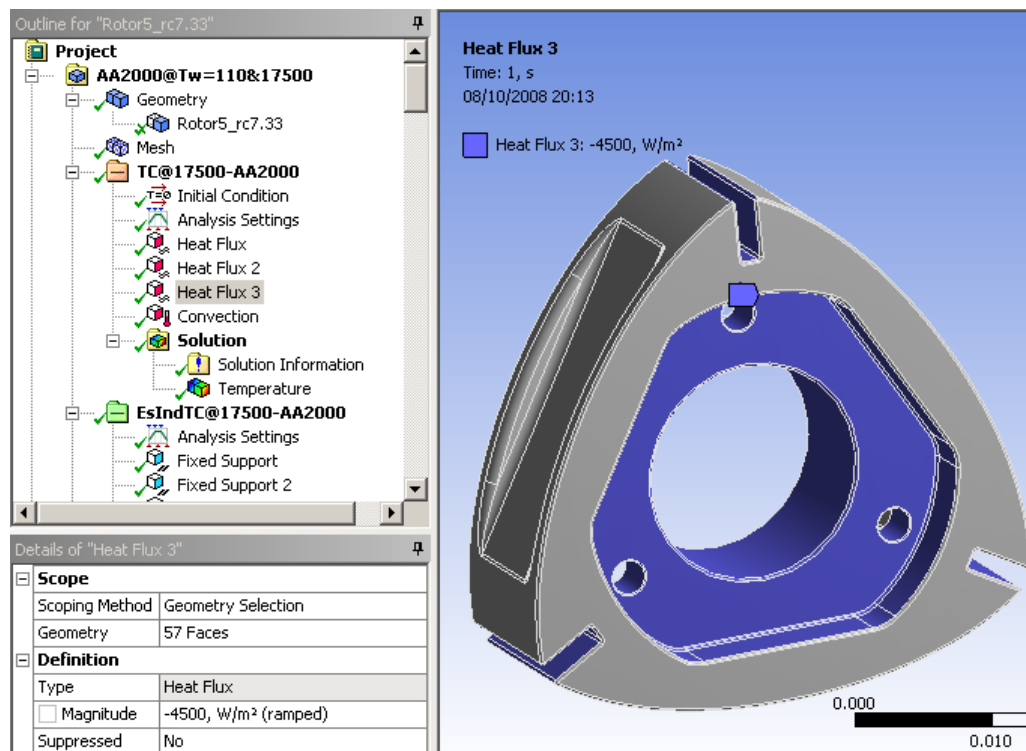 Outline for "Rotor5_rc7.33"
Project
AA2000@Tw=110&17500
Geometry
Rotor5_rc7.33
Mesh
TC@17500-AA2000
T=0 Initial Condition
Analysis Settings
Heat Flux
Heat Flux 2
Heat Flux 3
Convection
Solution
Solution Information
Temperature
EsIndTC@17500-AA2000
Analysis Settings
Fixed Support
Fixed Support 2
Details of "Heat Flux 3"
Scope
Scoping Method Geometry Selection
Geometry 57 Faces
Definition
Type Heat Flux
Magnitude -4500, W/m² (ramped)
Suppressed No
Heat Flux 3
Time: 1, s
08/10/2008 20:13
Heat Flux 3: -4500, W/m²
0.000
0.010